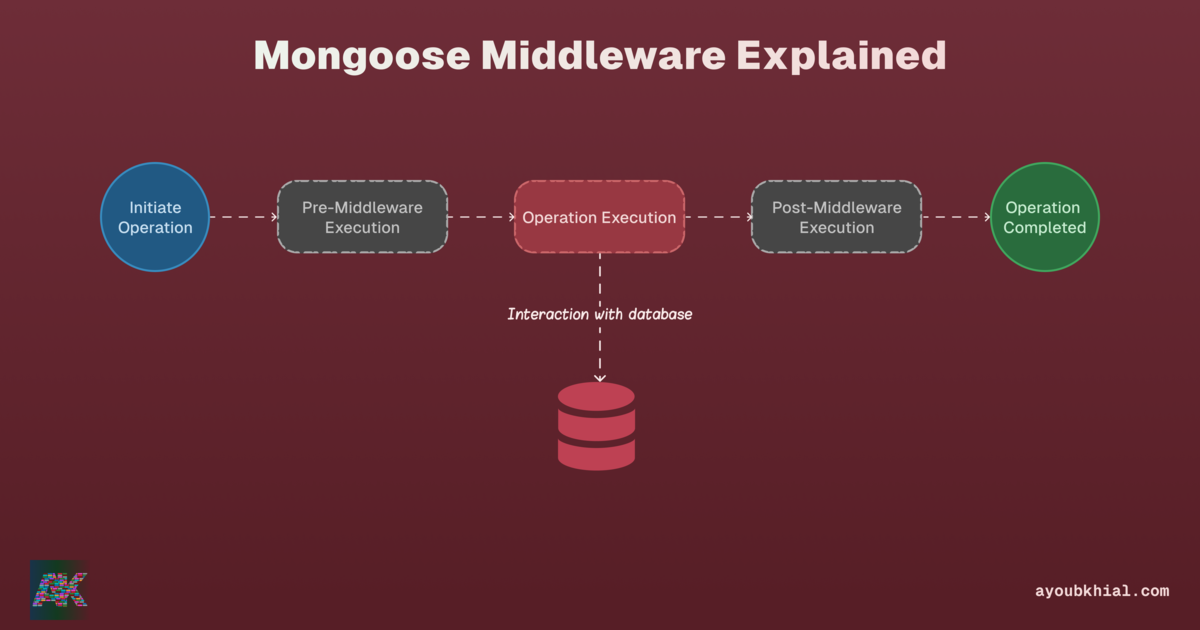 Mongoose Middleware Explained
Initiate
Operation
Pre-Middleware
Execution
Operation Execution
Post-Middleware
Execution
Operation
Completed
Interaction with database
AK
ayoubkhial.com